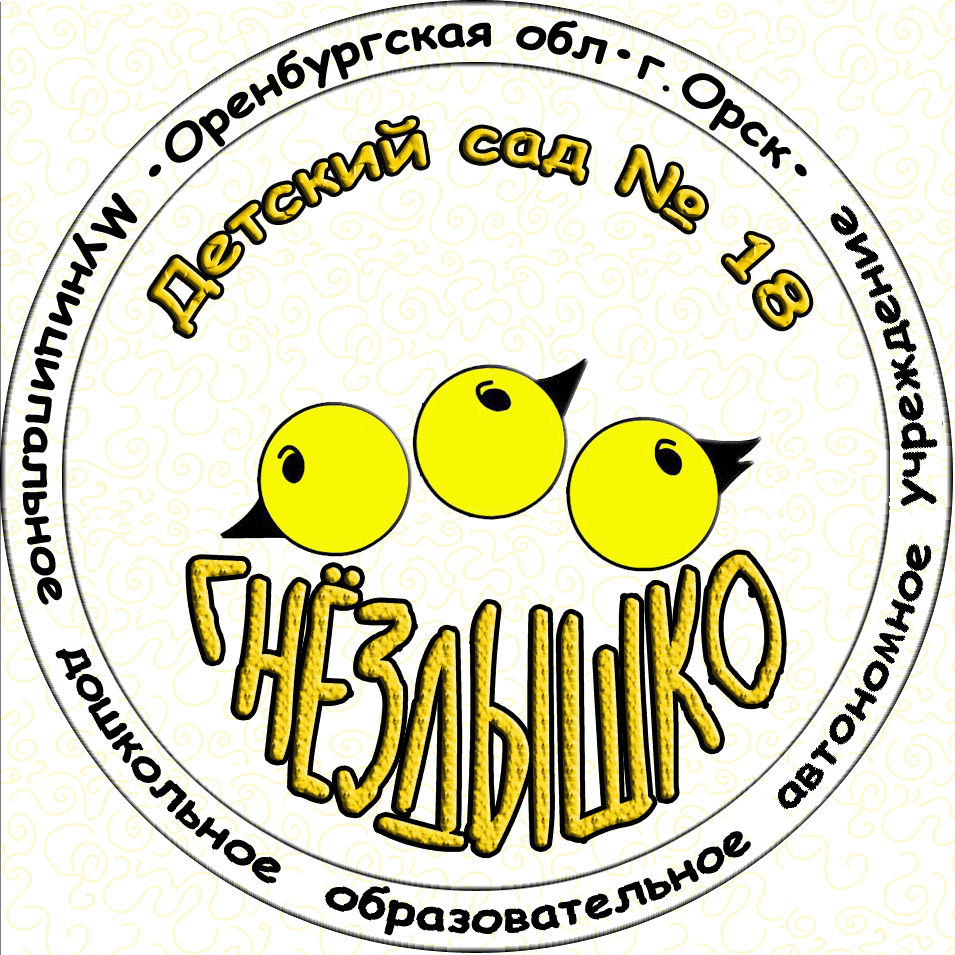 • Оренбургская обл • г. Орск •
Муниципальное дошкольное образовательное автономное учреждение
Детский сад № 18
ГНЁЗДЫШКО